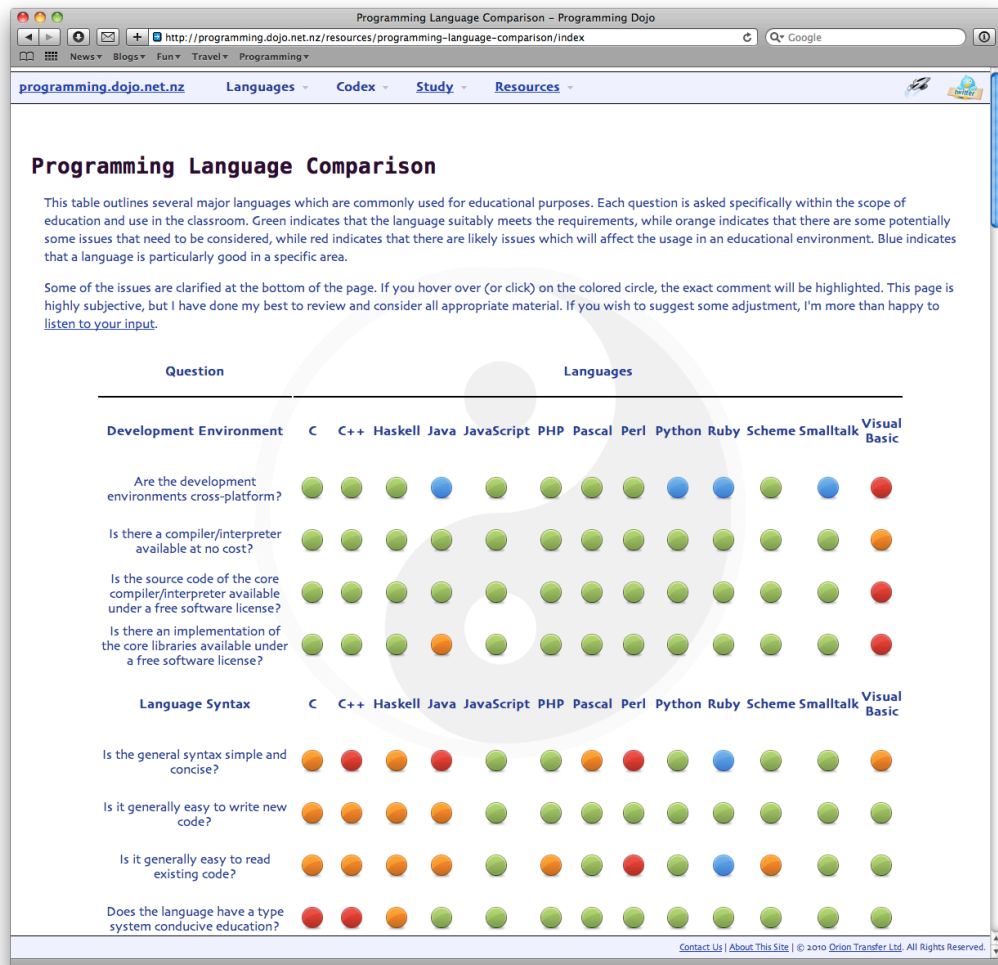 Programming Language Comparison – Programming Dojo
http://programming.dojo.net.nz/resources/programming-language-comparison/index
Google
News Blogs Fun Travel Programming
programming.dojo.net.nz Languages Codex Study Resources
twitter
Programming Language Comparison
This table outlines several major languages which are commonly used for educational purposes. Each question is asked specifically within the scope of
education and use in the classroom. Green indicates that the language suitably meets the requirements, while orange indicates that there are some potentially
some issues that need to be considered, while red indicates that there are likely issues which will affect the usage in an educational environment. Blue indicates
that a language is particularly good in a specific area.
Some of the issues are clarified at the bottom of the page. If you hover over (or click) on the colored circle, the exact comment will be highlighted. This page is
highly subjective, but I have done my best to review and consider all appropriate material. If you wish to suggest some adjustment, I'm more than happy to
listen to your input.
Question Languages
Development Environment C C++ Haskell Java JavaScript PHP Pascal Perl Python Ruby Scheme Smalltalk Visual Basic
Are the development
environments cross-platform?
Is there a compiler/interpreter
available at no cost?
Is the source code of the core
compiler/interpreter available
under a free software license?
Is there an implementation of
the core libraries available under
a free software license?
Language Syntax C C++ Haskell Java JavaScript PHP Pascal Perl Python Ruby Scheme Smalltalk Visual Basic
Is the general syntax simple and
concise?
Is it generally easy to write new
code?
Is it generally easy to read
existing code?
Does the language have a type
system conducive education?
Contact Us | About This Site | © 2010 Orion Transfer Ltd. All Rights Reserved.